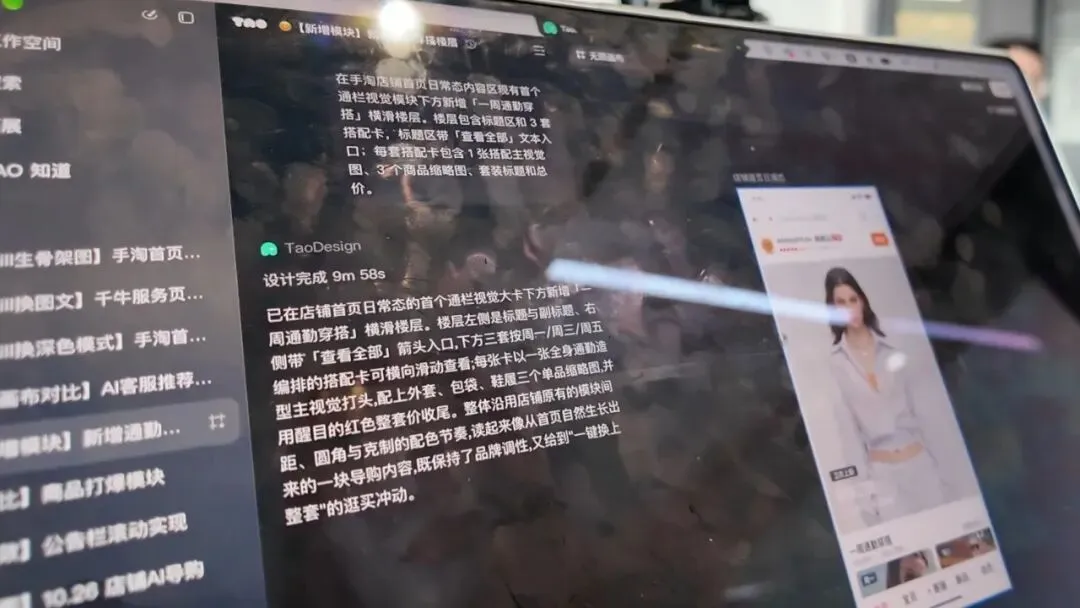 TAO
【新增模块】
作空间
AO 知道
生骨架图】手淘首页...
换图文】千牛服务页...
换深色模式】手淘首...
画布对比】AI客服推荐...
增模块】新增通勤...
比】商品打爆模块
】公告栏滚动实现
10.26 店铺AI导购
在手淘店铺首页日常态内容区现有首个
通栏视觉模块下方新增「一周通勤穿
搭」横滑楼层。楼层包含标题区和 3 套
搭配卡，标题区带「查看全部」文本入
口；每套搭配卡包含 1 张搭配主视觉
图、3 个商品缩略图、套装标题和总
价。
TaoDesign
设计完成 9m 58s
已在店铺首页日常态的首个通栏视觉大卡下方新增「一
周通勤穿搭」横滑楼层。楼层左侧是标题与副标题、右
侧带「查看全部」箭头入口,下方三套按周一/周三/周五
编排的搭配卡可横向滑动查看;每张卡以一张全身通勤造
型主视觉打头,配上外套、包袋、鞋履三个单品缩略图,并
用醒目的红色整套价收尾。整体沿用店铺原有的模块间
距、圆角与克制的配色节奏,读起来像从首页自然生长出
来的一块导购内容,既保持了品牌调性,又给到"一键换上
整套"的逛买冲动。
无限画布
一周通勤穿搭